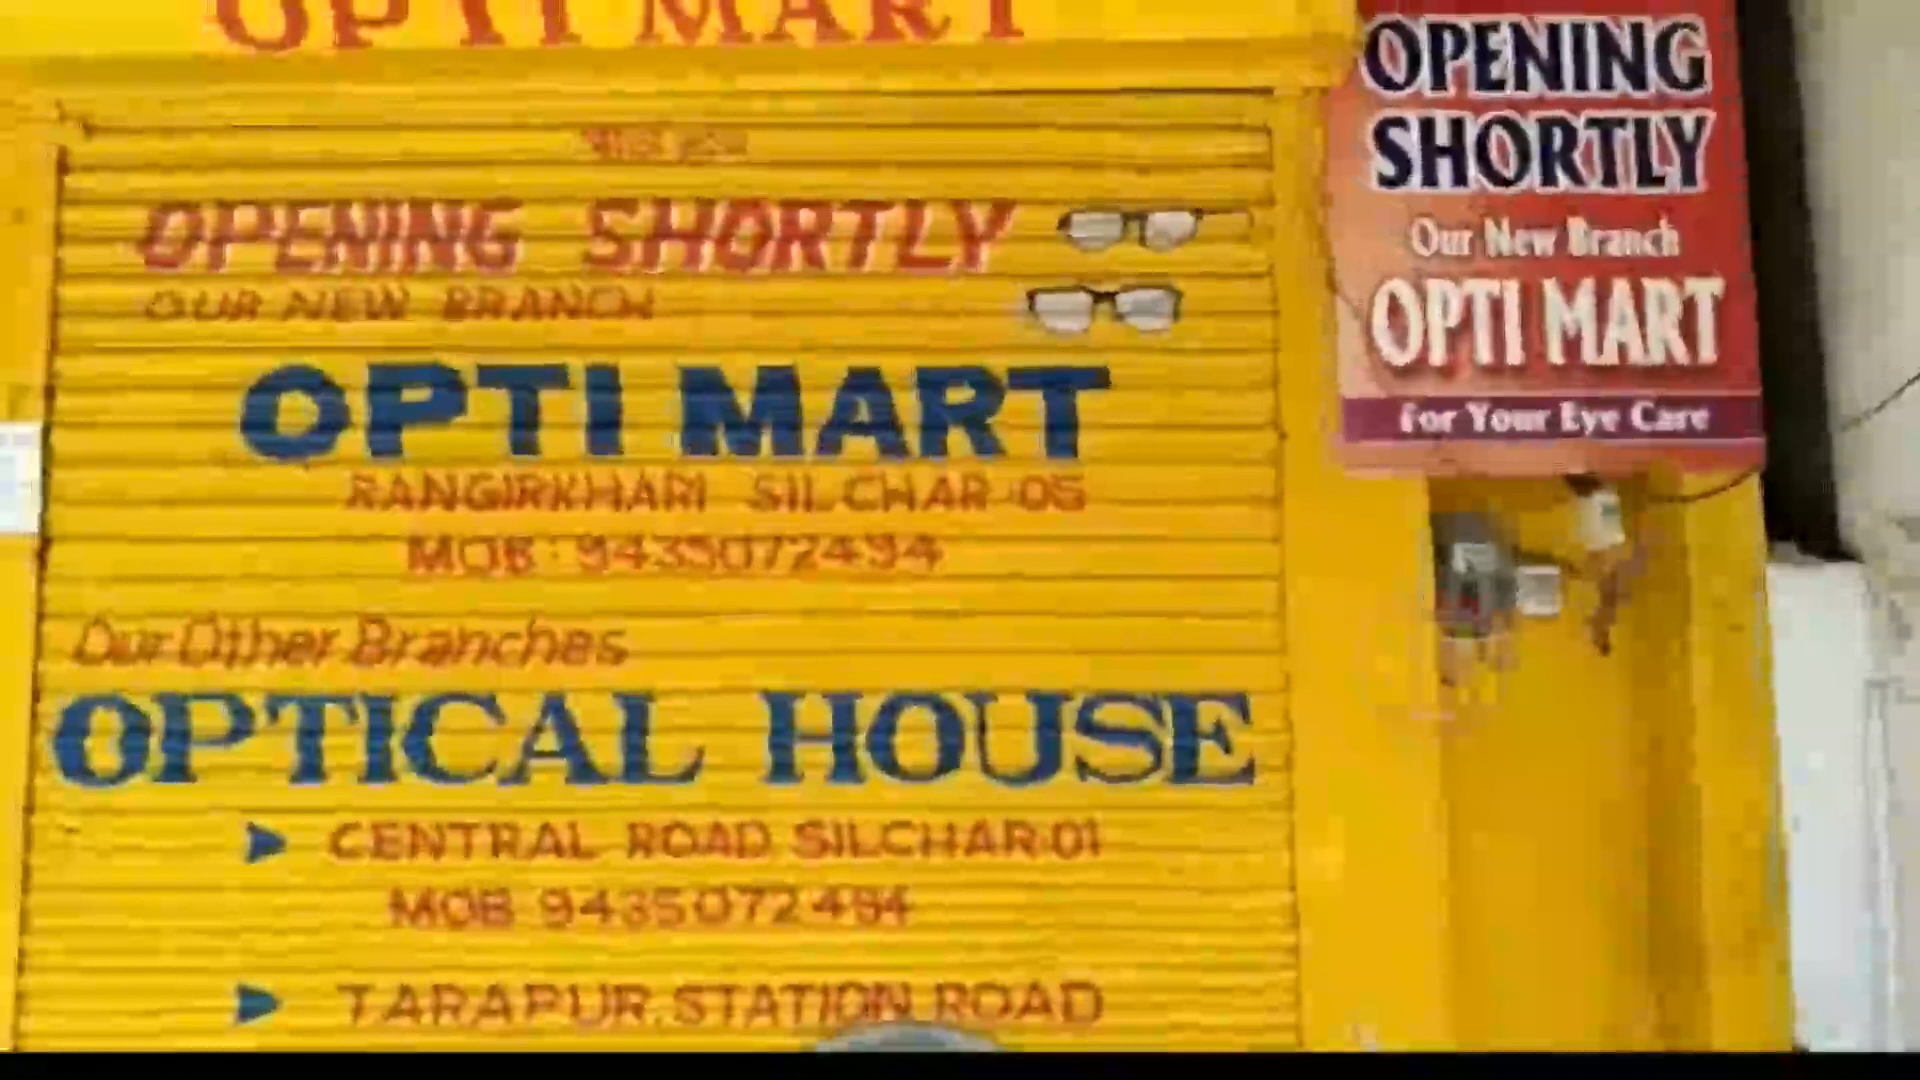 OPTI MART
OPENING SHORTLY
OUR NEW BRANCH
OPTI MART
RANGIRKHARI SILCHAR-05
MOB: 9435072494
Our Other Branches
OPTICAL HOUSE
CENTRAL ROAD SILCHAR-01
MOB 9435072494
TARAPUR, STATION ROAD
OPENING
SHORTLY
Our New Branch
OPTI MART
For Your Eye Care